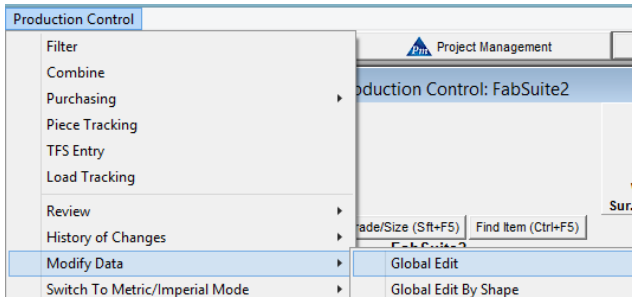 Production Control
Filter
Project Management
Combine
Purchasing
oduction Control: FabSuite2
Piece Tracking
TFS Entry
Load Tracking
Sur.
Review
rade/Size (Sft+F5) Find Item (Ctrl+F5)
History of Changes
FabSuite2
Modify Data
Global Edit
Switch To Metric/Imperial Mode
Global Edit By Shape